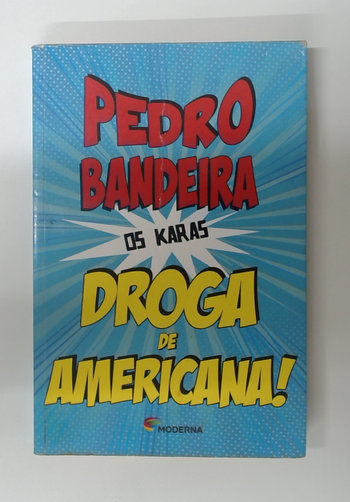 PEDRO
BANDEIRA
OS KARAS
DROGA
DE
AMERICANA!
MODERNA